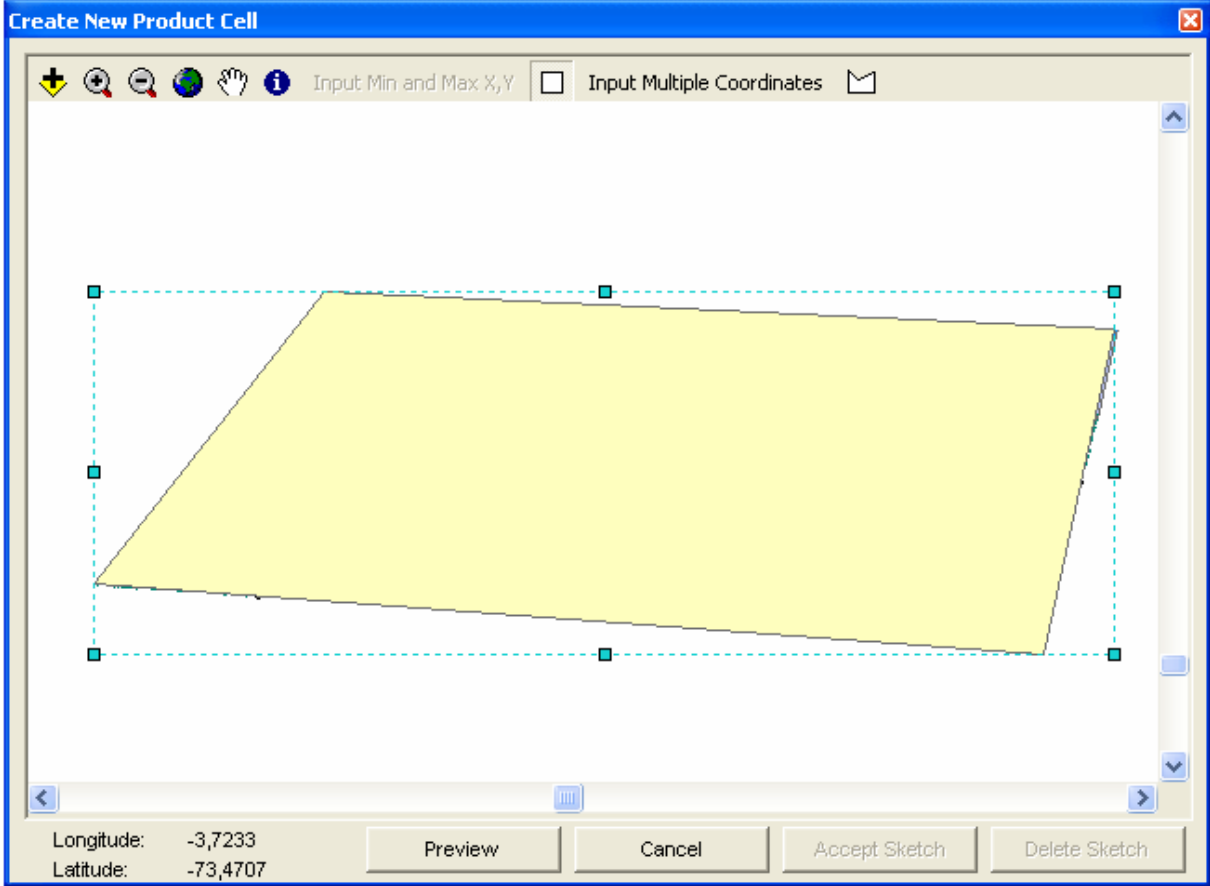 Create New Product Cell
Input Min and Max X,Y Input Multiple Coordinates
Longitude: -3,7233
Latitude: -73,4707
Preview Cancel Accept Sketch Delete Sketch